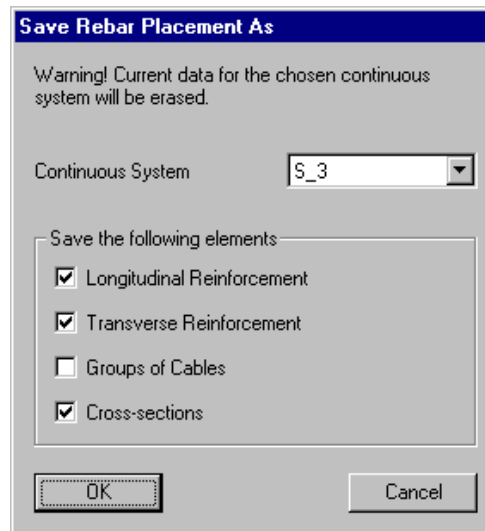 Save Rebar Placement As
Warning! Current data for the chosen continuous
system will be erased.
Continuous System
S_3
Save the following elements
Longitudinal Reinforcement
Transverse Reinforcement
Groups of Cables
Cross-sections
OK
Cancel